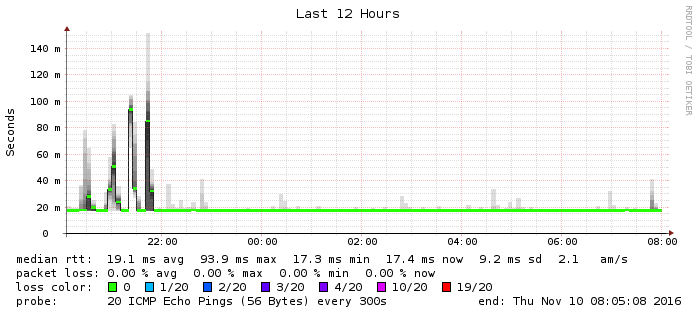 Last 12 Hours
RRDTOOL / TOBI OETIKER
Seconds
140 m
120 m
100 m
80 m
60 m
40 m
20 m
0
22:00 00:00 02:00 04:00 06:00 08:00
median rtt: 19.1 ms avg 93.9 ms max 17.3 ms min 17.4 ms now 9.2 ms sd 2.1 am/s
packet loss: 0.00 % avg 0.00 % max 0.00 % min 0.00 % now
loss color: 0 1/20 2/20 3/20 4/20 10/20 19/20
probe: 20 ICMP Echo Pings (56 Bytes) every 300s end: Thu Nov 10 08:05:08 2016